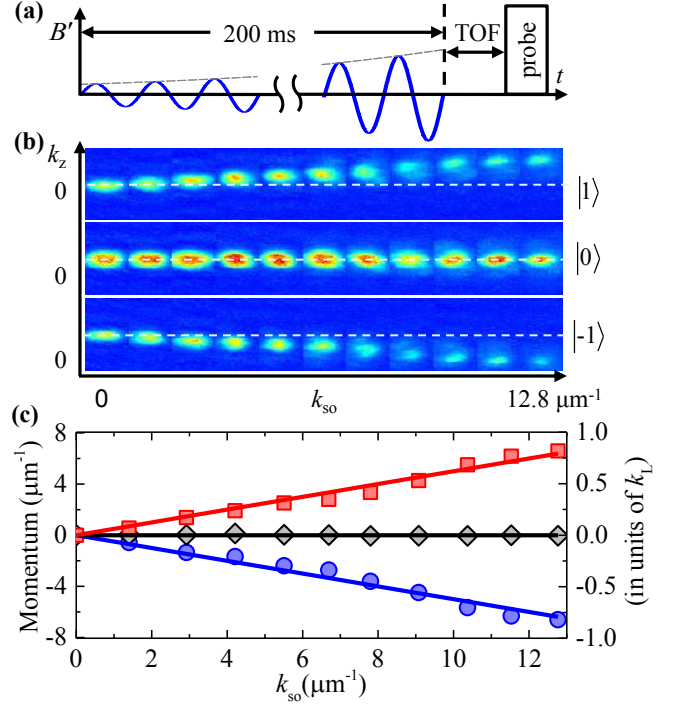 (a)
B′
200 ms
TOF
probe
t
(b)
k_z
0
|1⟩
0
|0⟩
0
|-1⟩
0
k_so
12.8 μm⁻¹
(c)
Momentum (μm⁻¹)
8
4
0
-4
-8
1.0
0.5
0.0
-0.5
-1.0
(in units of k_L)
0 2 4 6 8 10 12
k_so(μm⁻¹)